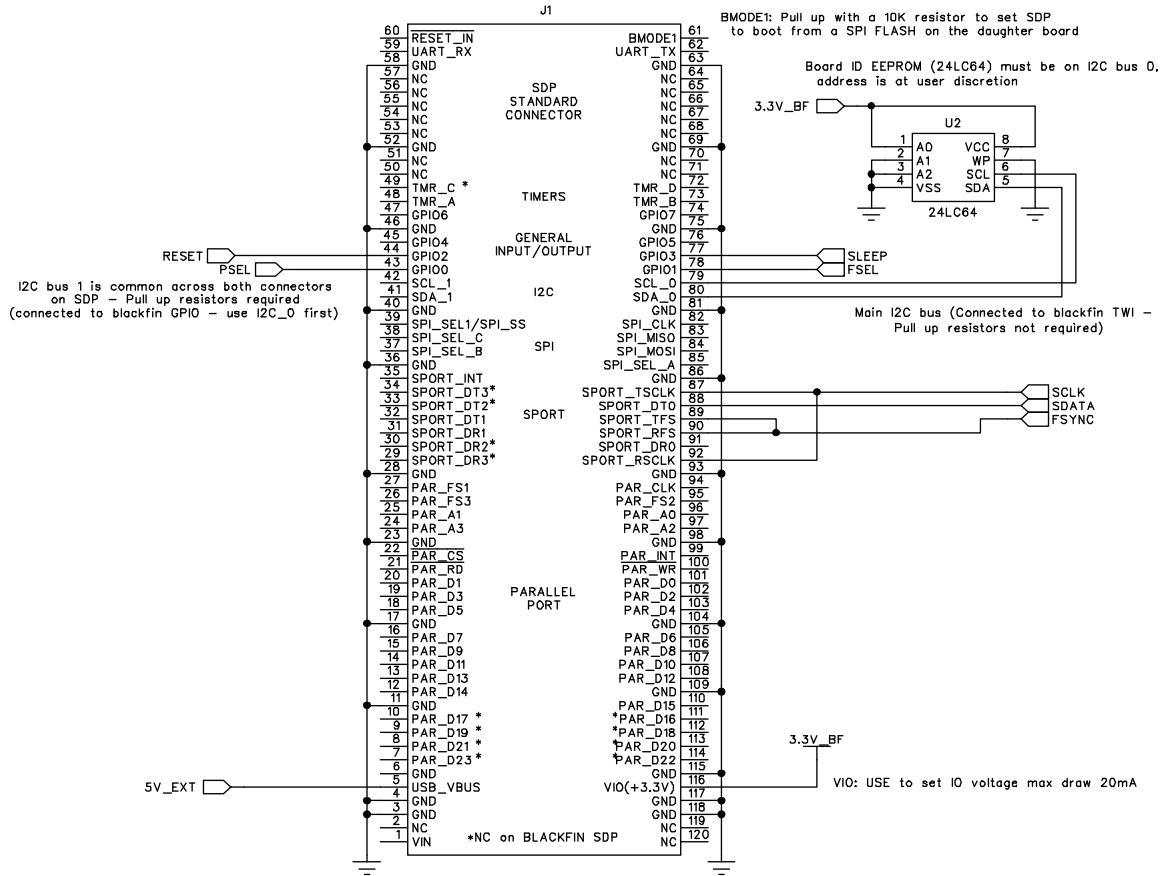 J1
BMODE1: Pull up with a 10K resistor to set SDP
to boot from a SPI FLASH on the daughter board
Board ID EEPROM (24LC64) must be on I2C bus 0,
address is at user discretion
3.3V_BF
U2
1 A0 VCC 8
2 A1 WP 7
3 A2 SCL 6
4 VSS SDA 5
24LC64
60 RESET_IN BMODE1 61
59 UART_RX UART_TX 62
58 GND GND 63
57 NC NC 64
56 NC NC 65
55 NC NC 66
54 NC NC 67
53 NC NC 68
52 GND GND 69
51 NC NC 70
50 NC NC 71
49 TMR_C * TMR_D 72
48 TMR_A TMR_B 73
47 GPIO6 GPIO7 74
46 GND GND 75
45 GPIO4 GPIO5 76
44 GPIO2 GPIO3 77
43 GPIO0 GPIO1 78
42 SCL_1 SCL_0 79
41 SDA_1 SDA_0 80
40 GND GND 81
39 SPI_SEL1/SPI_SS SPI_CLK 82
38 SPI_SEL_C SPI_MISO 83
37 SPI_SEL_B SPI_MOSI 84
36 GND SPI_SEL_A 85
35 SPORT_INT GND 86
34 SPORT_DT3* SPORT_TSCLK 87
33 SPORT_DT2* SPORT_DT0 88
32 SPORT_DT1 SPORT_TFS 89
31 SPORT_DR1 SPORT_RFS 90
30 SPORT_DR2* SPORT_DR0 91
29 SPORT_DR3* SPORT_RSCLK 92
28 GND GND 93
27 PAR_FS1 PAR_CLK 94
26 PAR_FS3 PAR_FS2 95
25 PAR_A1 PAR_A0 96
24 PAR_A3 PAR_A2 97
23 GND GND 98
22 PAR_CS PAR_INT 99
21 PAR_RD PAR_WR 100
20 PAR_D1 PAR_D0 101
19 PAR_D3 PAR_D2 102
18 PAR_D5 PAR_D4 103
17 GND GND 104
16 PAR_D7 PAR_D6 105
15 PAR_D9 PAR_D8 106
14 PAR_D11 PAR_D10 107
13 PAR_D13 PAR_D12 108
12 PAR_D14 GND 109
11 GND PAR_D15 110
10 PAR_D17 * *PAR_D16 111
9 PAR_D19 * *PAR_D18 112
8 PAR_D21 * *PAR_D20 113
7 PAR_D23 * *PAR_D22 114
6 GND GND 115
5 USB_VBUS VIO(+3.3V) 116
4 GND GND 117
3 GND GND 118
2 NC NC 119
1 VIN NC 120
SDP
STANDARD
CONNECTOR
TIMERS
GENERAL
INPUT/OUTPUT
I2C
SPI
SPORT
PARALLEL
PORT
*NC on BLACKFIN SDP
RESET
PSEL
I2C bus 1 is common across both connectors
on SDP - Pull up resistors required
(connected to blackfin GPIO - use I2C_0 first)
5V_EXT
SLEEP
FSEL
Main I2C bus (Connected to blackfin TWI -
Pull up resistors not required)
SCLK
SDATA
FSYNC
3.3V_BF
VIO: USE to set IO voltage max draw 20mA